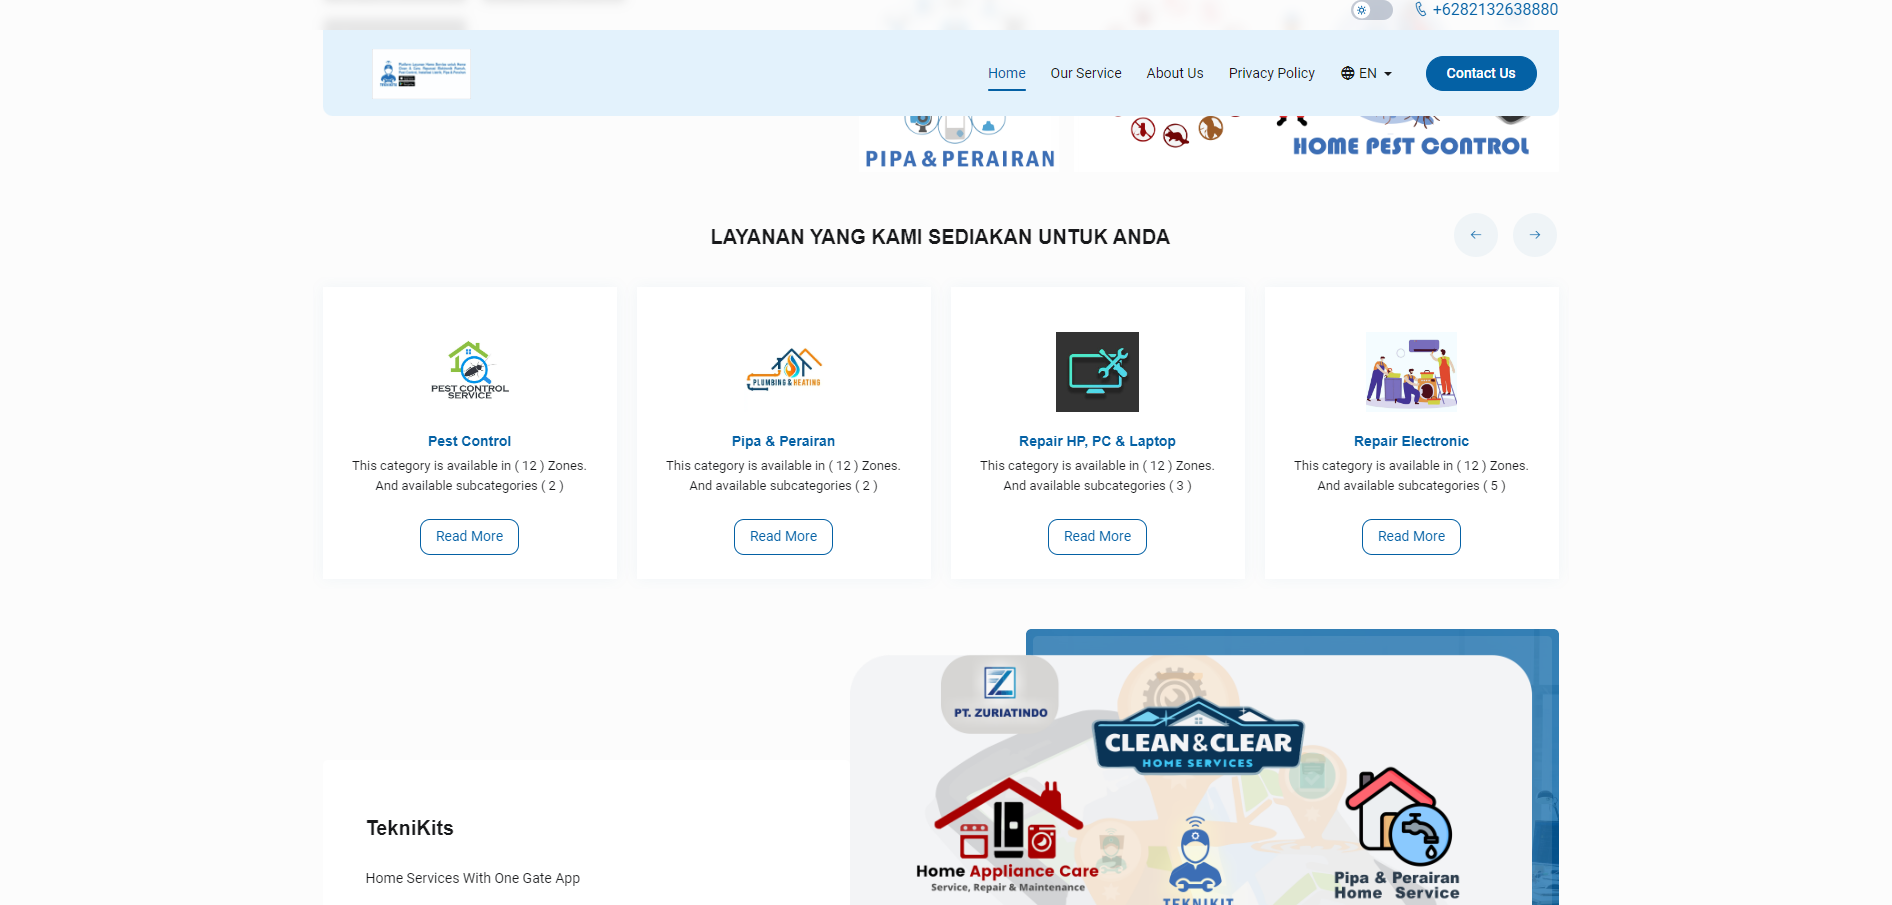 +6282132638880
Home Our Service About Us Privacy Policy EN Contact Us
PIPA & PERAIRAN
HOME PEST CONTROL
LAYANAN YANG KAMI SEDIAKAN UNTUK ANDA
PEST CONTROL
SERVICE
PLUMBING & HEATING
Pest Control
This category is available in ( 12 ) Zones.
And available subcategories ( 2 )
Read More
Pipa & Perairan
This category is available in ( 12 ) Zones.
And available subcategories ( 2 )
Read More
Repair HP, PC & Laptop
This category is available in ( 12 ) Zones.
And available subcategories ( 3 )
Read More
Repair Electronic
This category is available in ( 12 ) Zones.
And available subcategories ( 5 )
Read More
TekniKits
Home Services With One Gate App
PT. ZURIATINDO
CLEAN & CLEAR
HOME SERVICES
Home Appliance Care
Service, Repair & Maintenance
TEKNIKIT
Pipa & Perairan
Home Service